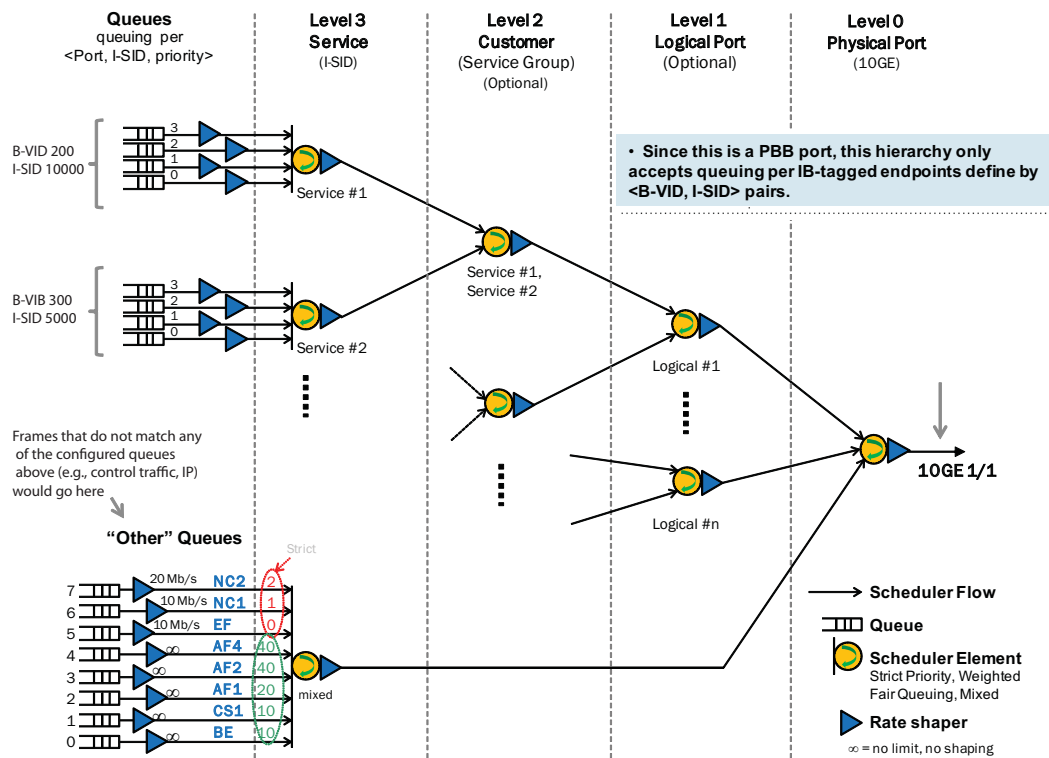 Queues
queuing per
<Port, I-SID, priority>
Level 3
Service
(I-SID)
Level 2
Customer
(Service Group)
(Optional)
Level 1
Logical Port
(Optional)
Level 0
Physical Port
(10GE)
• Since this is a PBB port, this hierarchy only
accepts queuing per IB-tagged endpoints define by
<B-VID, I-SID> pairs.
B-VID 200
I-SID 10000
3
2
1
0
Service #1
Service #1,
Service #2
B-VIB 300
I-SID 5000
3
2
1
0
Service #2
Logical #1
Logical #n
10GE 1/1
Frames that do not match any
of the configured queues
above (e.g., control traffic, IP)
would go here
"Other" Queues
Strict
7 20 Mb/s NC2 2
6 10 Mb/s NC1 1
5 10 Mb/s EF 0
4 ∞ AF4 40
3 ∞ AF2 40
2 ∞ AF1 20
1 ∞ CS1 10
0 ∞ BE 10
mixed
Scheduler Flow
Queue
Scheduler Element
Strict Priority, Weighted
Fair Queuing, Mixed
Rate shaper
∞ = no limit, no shaping